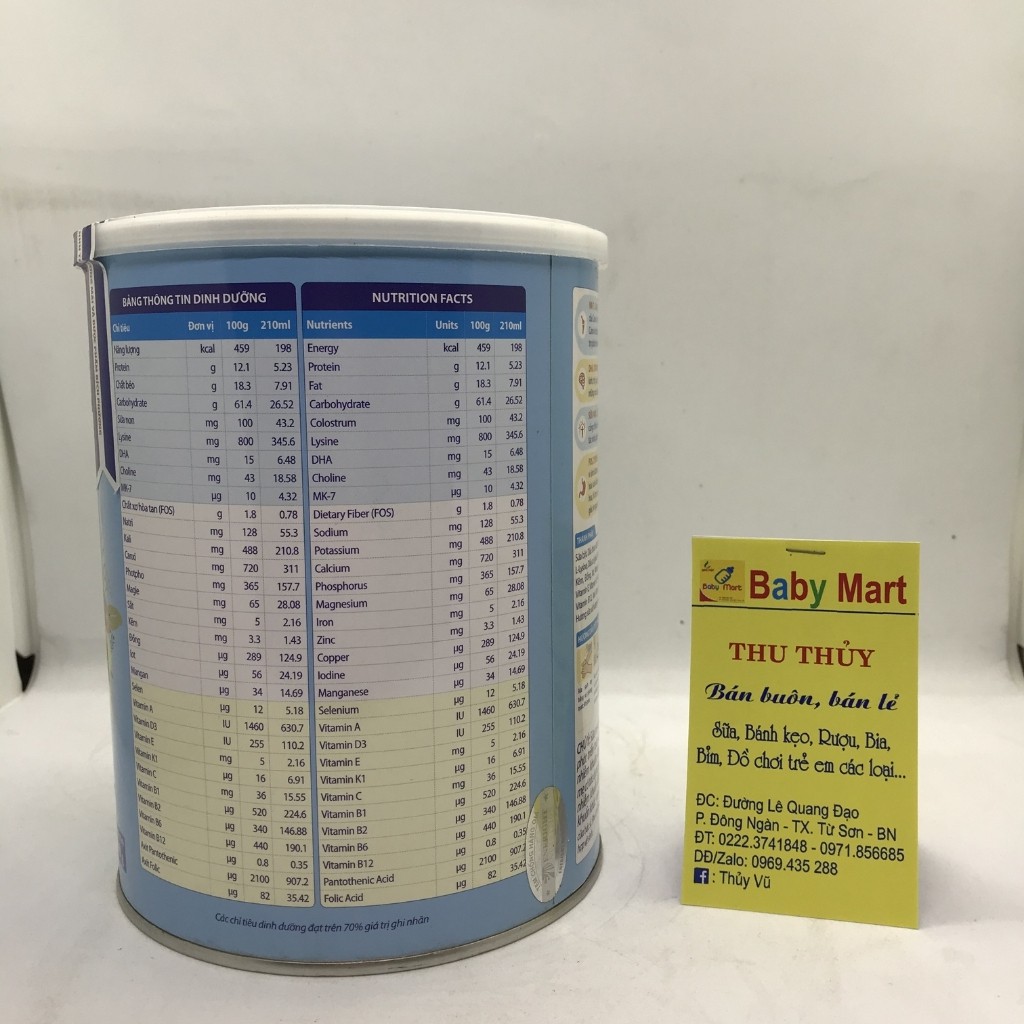 BẢNG THÔNG TIN DINH DƯỠNG
Chỉ tiêu Đơn vị 100g 210ml
Năng lượng kcal 459 198
Protein g 12.1 5.23
Chất béo g 18.3 7.91
Carbohydrate g 61.4 26.52
Sữa non mg 100 43.2
Lysine mg 800 345.6
DHA mg 15 6.48
Choline mg 43 18.58
MK-7 µg 10 4.32
Chất xơ hòa tan (FOS) g 1.8 0.78
Natri mg 128 55.3
Kali mg 488 210.8
Canxi mg 720 311
Photpho mg 365 157.7
Magie mg 65 28.08
Sắt mg 5 2.16
Kẽm mg 3.3 1.43
Đồng µg 289 124.9
Iot µg 56 24.19
Mangan µg 34 14.69
Selen µg 12 5.18
Vitamin A IU 1460 630.7
Vitamin D3 IU 255 110.2
Vitamin E mg 5 2.16
Vitamin K1 µg 16 6.91
Vitamin C mg 36 15.55
Vitamin B1 µg 520 224.6
Vitamin B2 µg 340 146.88
Vitamin B6 µg 440 190.1
Vitamin B12 µg 0.8 0.35
Axit Pantothenic µg 2100 907.2
Axit Folic µg 82 35.42
NUTRITION FACTS
Nutrients Units 100g 210ml
Energy kcal 459 198
Protein g 12.1 5.23
Fat g 18.3 7.91
Carbohydrate g 61.4 26.52
Colostrum mg 100 43.2
Lysine mg 800 345.6
DHA mg 15 6.48
Choline mg 43 18.58
MK-7 µg 10 4.32
Dietary Fiber (FOS) g 1.8 0.78
Sodium mg 128 55.3
Potassium mg 488 210.8
Calcium mg 720 311
Phosphorus mg 365 157.7
Magnesium mg 65 28.08
Iron mg 5 2.16
Zinc mg 3.3 1.43
Copper µg 289 124.9
Iodine µg 56 24.19
Manganese µg 34 14.69
Selenium µg 12 5.18
Vitamin A IU 1460 630.7
Vitamin D3 IU 255 110.2
Vitamin E mg 5 2.16
Vitamin K1 µg 16 6.91
Vitamin C mg 36 15.55
Vitamin B1 µg 520 224.6
Vitamin B2 µg 340 146.88
Vitamin B6 µg 440 190.1
Vitamin B12 µg 0.8 0.35
Pantothenic Acid µg 2100 907.2
Folic Acid µg 82 35.42
Các chỉ tiêu dinh dưỡng đạt trên 70% giá trị ghi nhãn
Baby Mart
Baby Mart
THU THỦY
Bán buôn, bán lẻ
Sữa, Bánh kẹo, Rượu, Bia,
Bỉm, Đồ chơi trẻ em các loại...
ĐC: Đường Lê Quang Đạo
P. Đông Ngàn - TX. Từ Sơn - BN
ĐT: 0222.3741848 - 0971.856685
DĐ/Zalo: 0969.435 288
f : Thủy Vũ